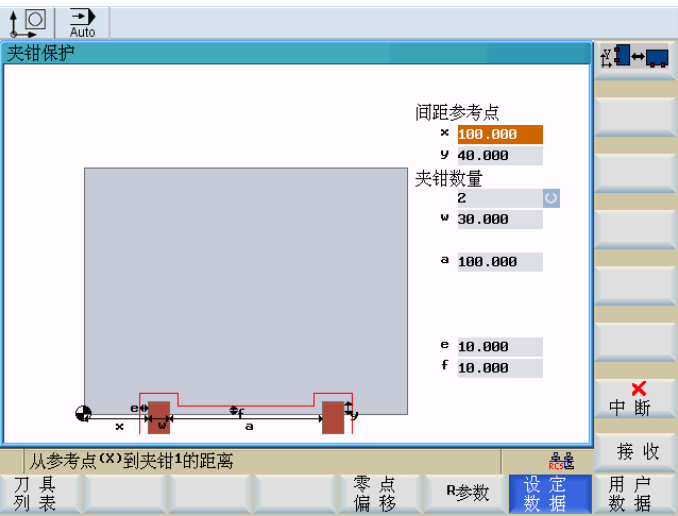 Auto
夹钳保护
间距参考点
x 100.000
y 40.000
夹钳数量
2
w 30.000
a 100.000
e 10.000
f 10.000
e
f
y
x
w
a
中断
接收
从参考点(X)到夹钳1的距离
RCS
刀具
列表
零点
偏移
R参数
设定
数据
用户
数据